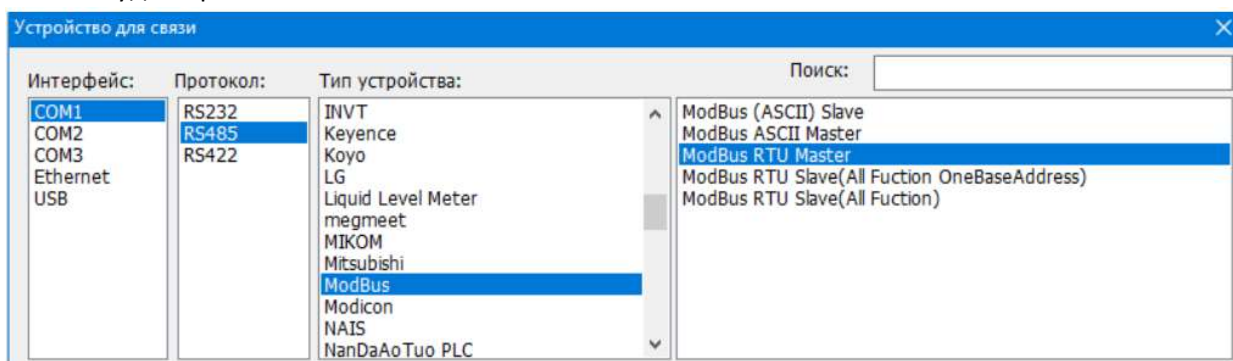 Устройство для связи
Поиск:
Интерфейс:
Протокол:
Тип устройства:
COM1
COM2
COM3
Ethernet
USB
RS232
RS485
RS422
INVT
Keyence
Koyo
LG
Liquid Level Meter
megmeet
MIKOM
Mitsubishi
ModBus
Modicon
NAIS
NanDaAoTuo PLC
ModBus (ASCII) Slave
ModBus ASCII Master
ModBus RTU Master
ModBus RTU Slave(All Fuction OneBaseAddress)
ModBus RTU Slave(All Fuction)